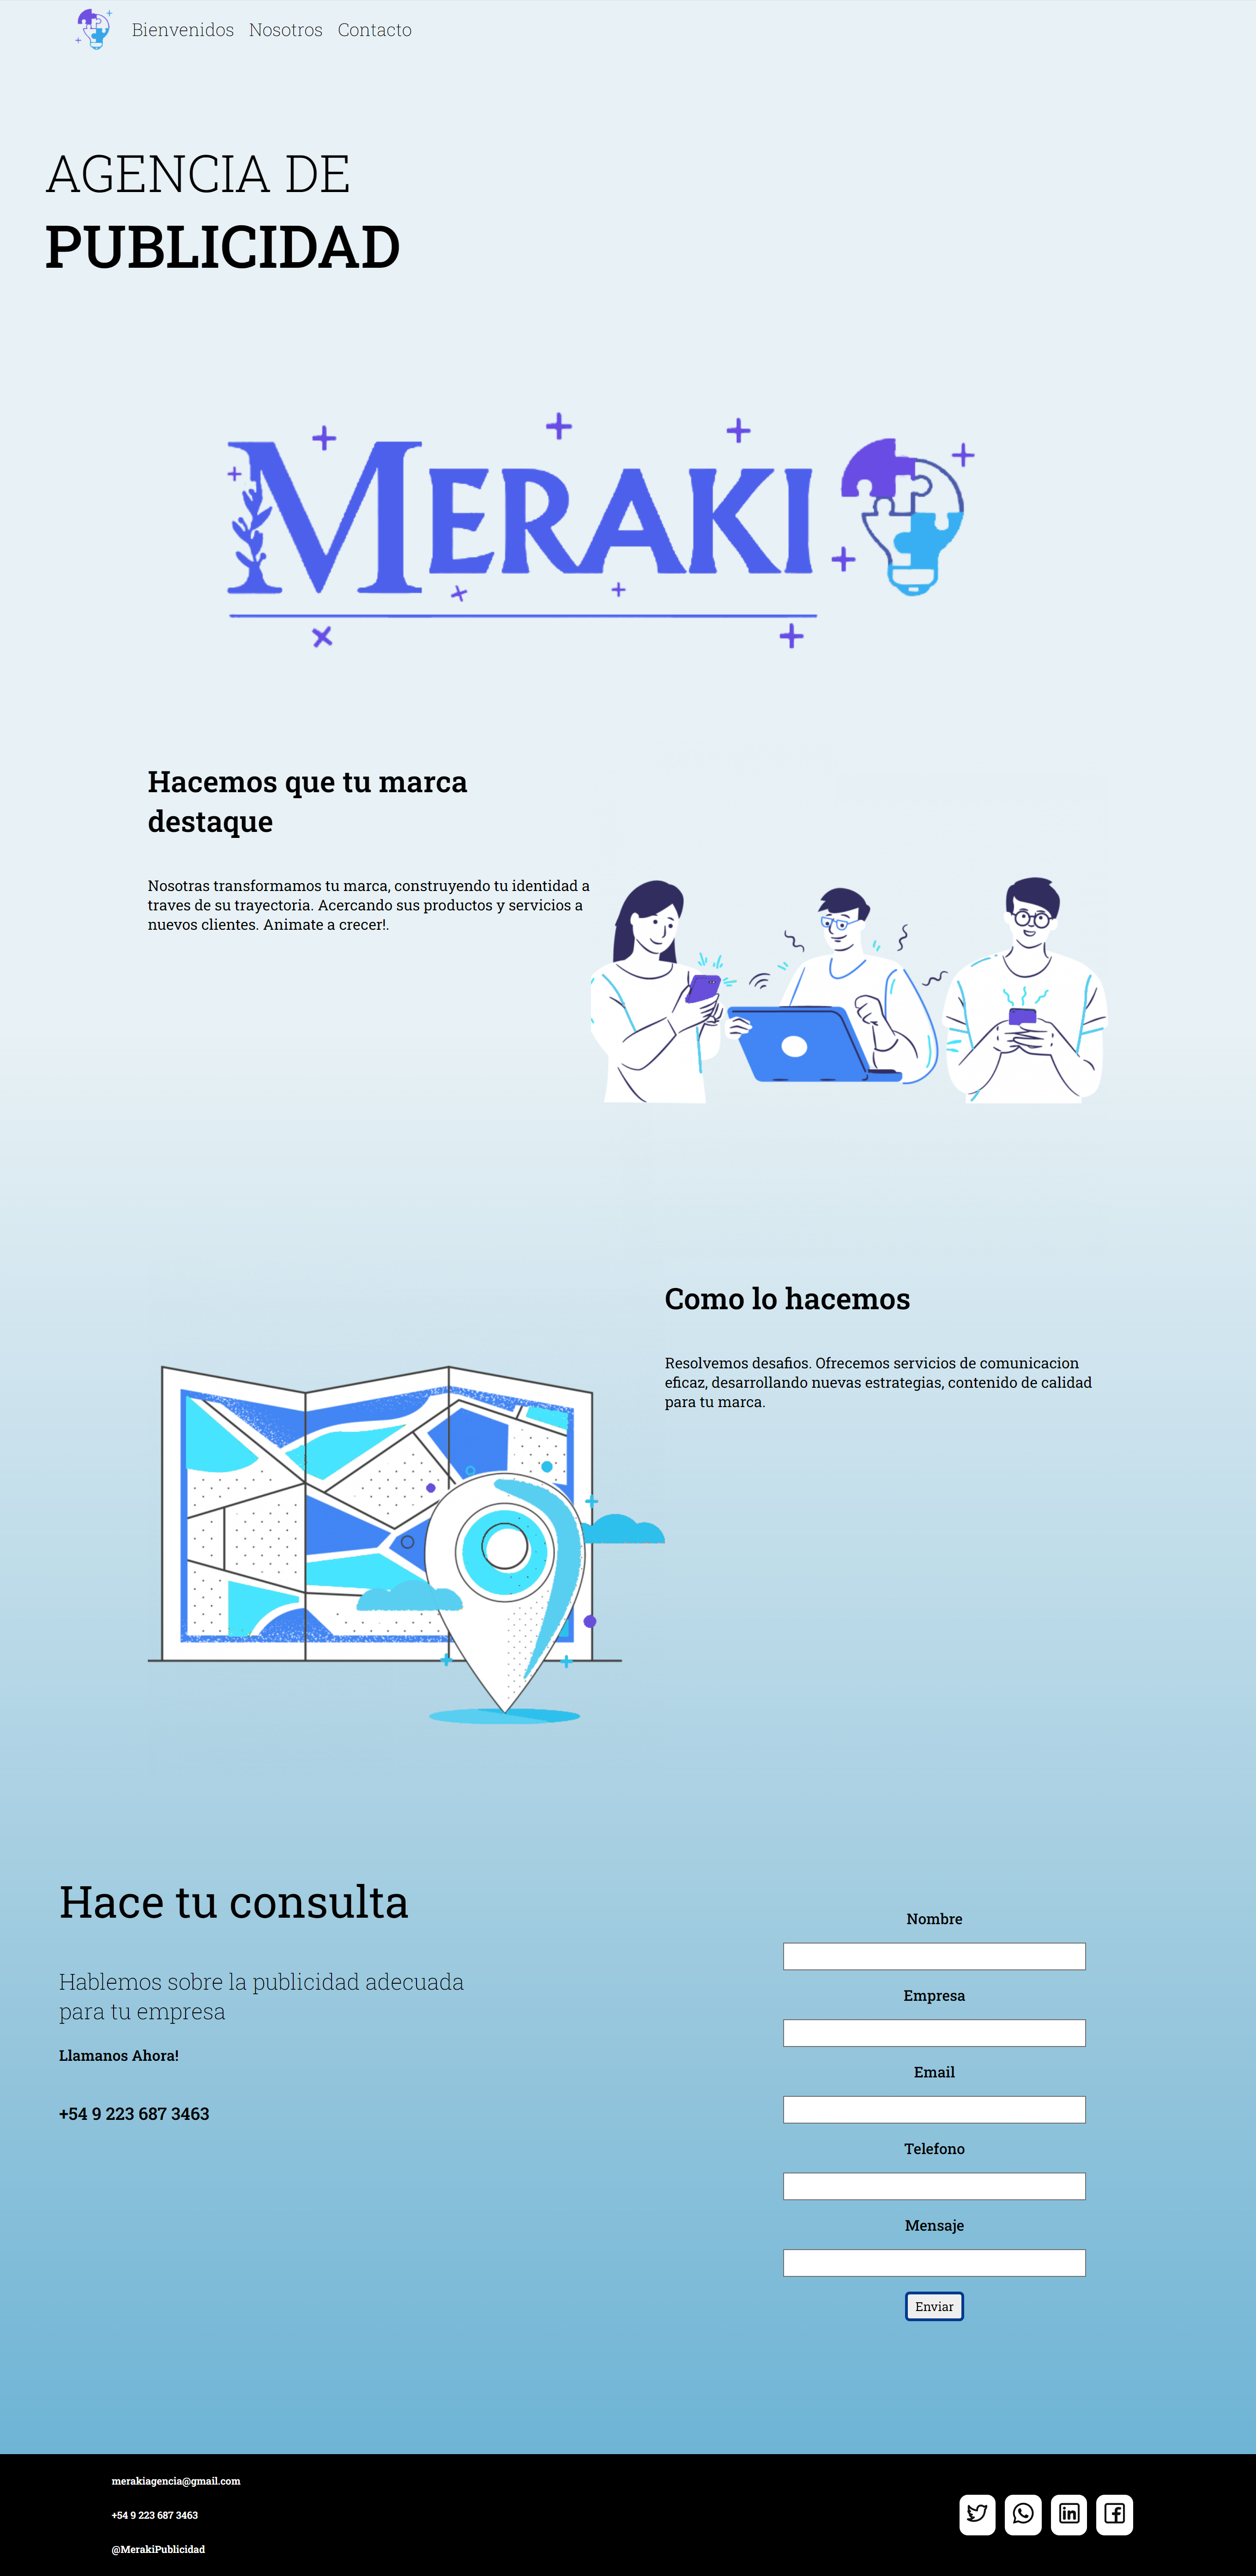 Bienvenidos Nosotros Contacto
AGENCIA DE
PUBLICIDAD
MERAKI
Hacemos que tu marca
destaque
Nosotras transformamos tu marca, construyendo tu identidad a
traves de su trayectoria. Acercando sus productos y servicios a
nuevos clientes. Animate a crecer!.
Como lo hacemos
Resolvemos desafios. Ofrecemos servicios de comunicacion
eficaz, desarrollando nuevas estrategias, contenido de calidad
para tu marca.
Hace tu consulta
Hablemos sobre la publicidad adecuada
para tu empresa
Llamanos Ahora!
+54 9 223 687 3463
Nombre
Empresa
Email
Telefono
Mensaje
Enviar
merakiagencia@gmail.com
+54 9 223 687 3463
@MerakiPublicidad